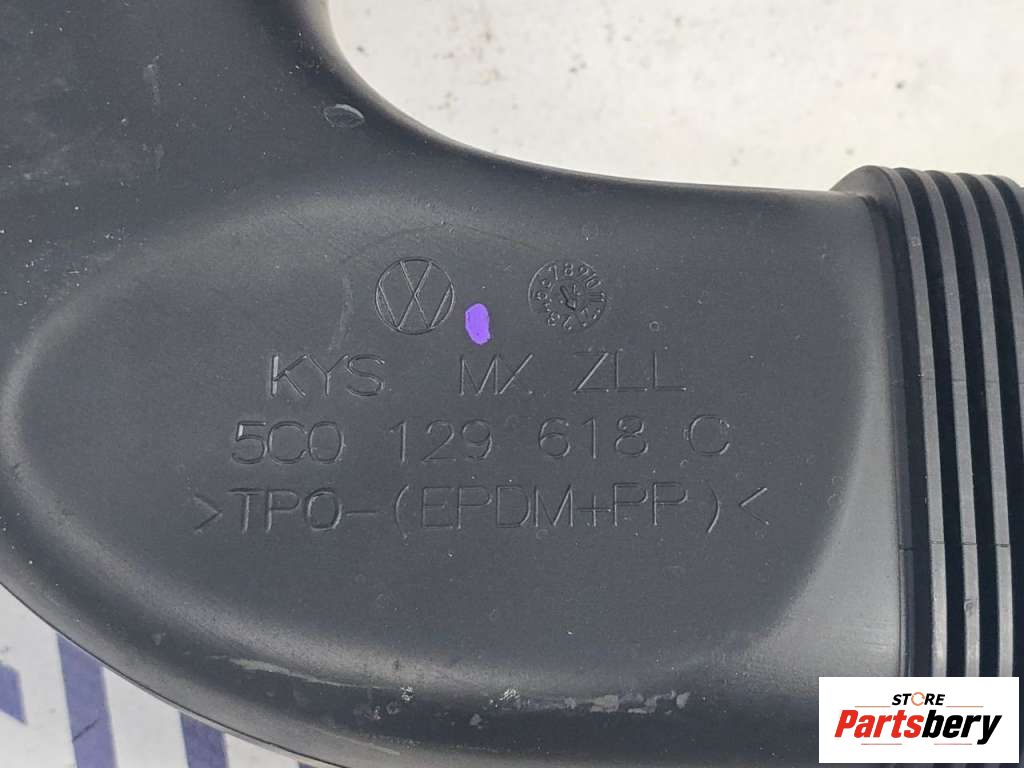 KYS MX ZLL
5C0 129 618 C
>TPO-(EPDM+PP)<
STORE
Partsbery